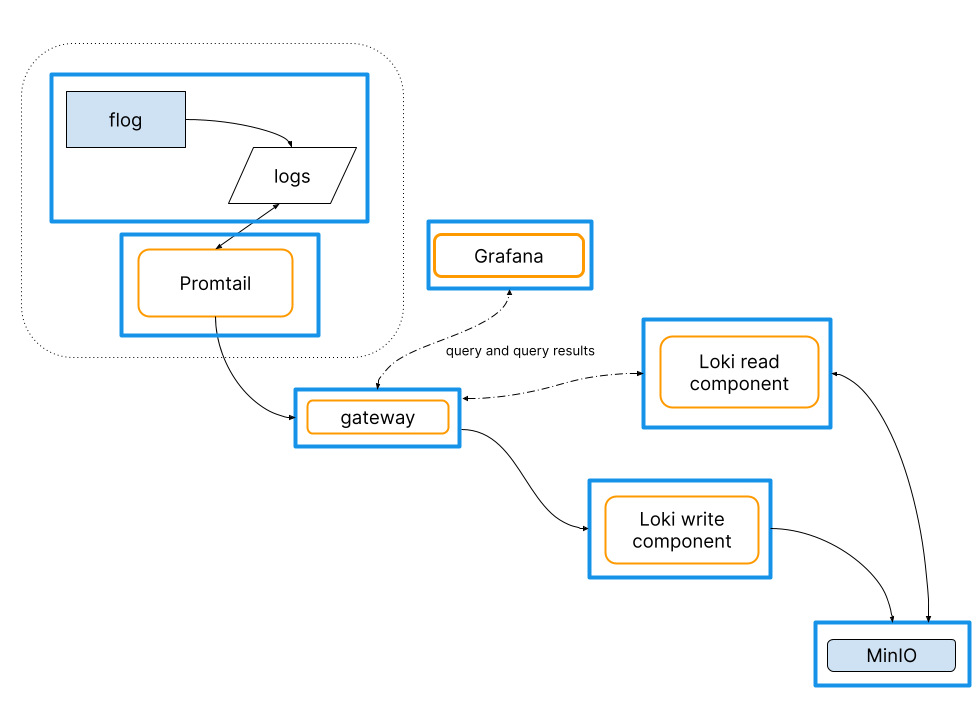 flog
logs
Promtail
Grafana
query and query results
gateway
Loki read
component
Loki write
component
MinIO